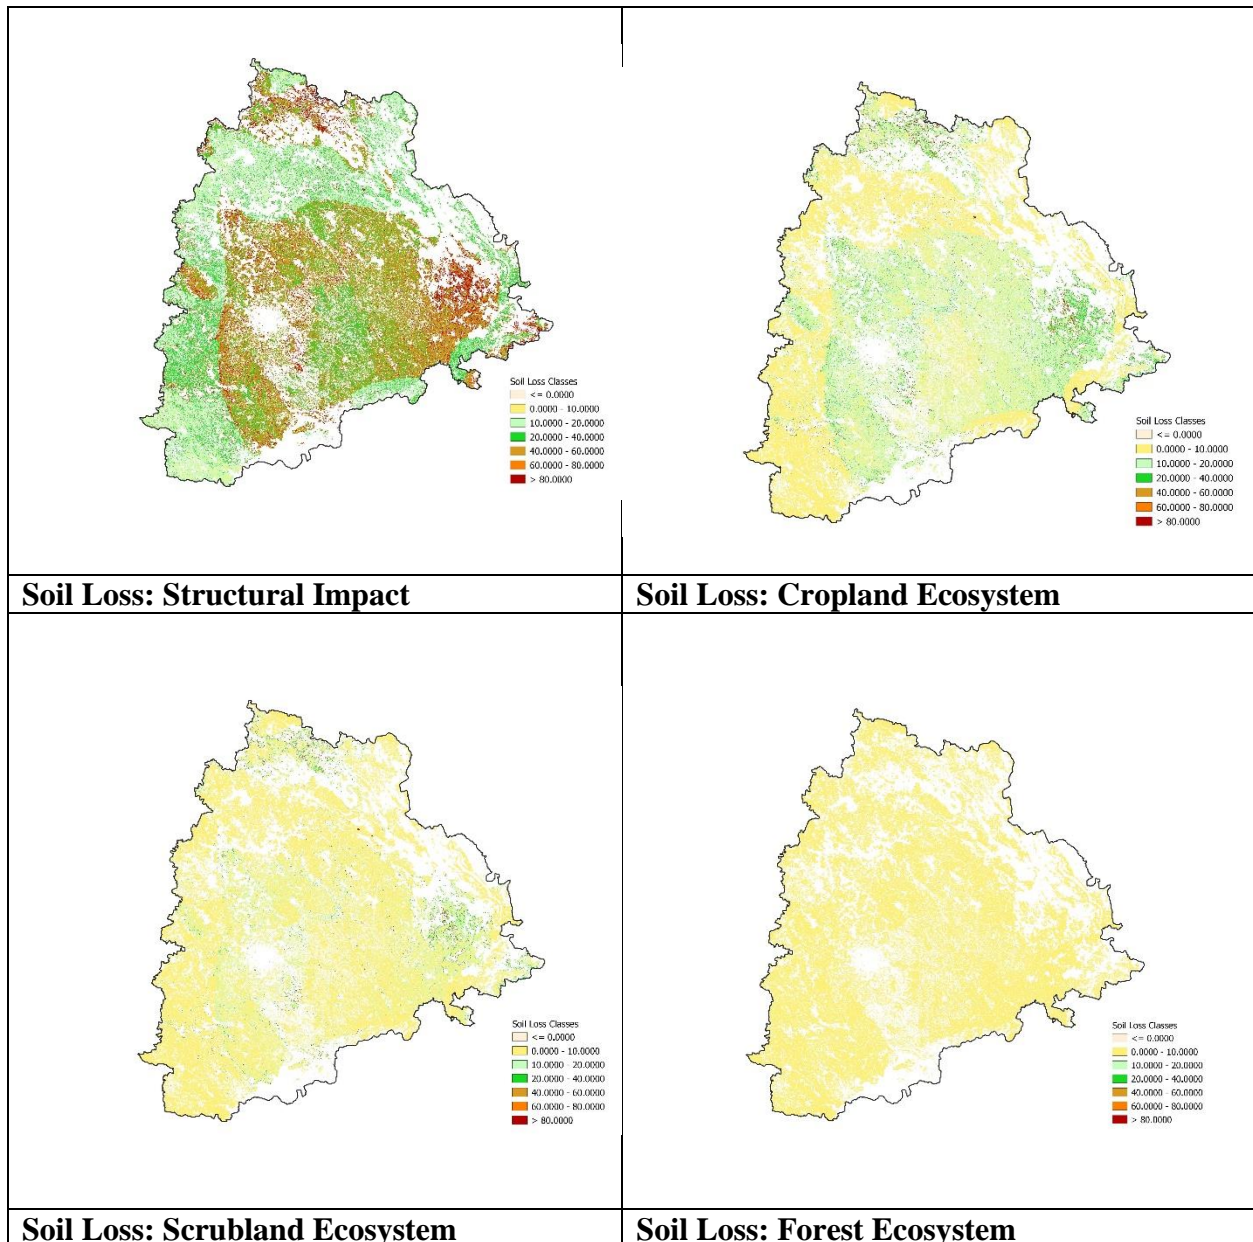 Soil Loss Classes
<= 0.0000
0.0000 - 10.0000
10.0000 - 20.0000
20.0000 - 40.0000
40.0000 - 60.0000
60.0000 - 80.0000
> 80.0000
Soil Loss Classes
<= 0.0000
0.0000 - 10.0000
10.0000 - 20.0000
20.0000 - 40.0000
40.0000 - 60.0000
60.0000 - 80.0000
> 80.0000
Soil Loss: Structural Impact
Soil Loss: Cropland Ecosystem
Soil Loss Classes
<= 0.0000
0.0000 - 10.0000
10.0000 - 20.0000
20.0000 - 40.0000
40.0000 - 60.0000
60.0000 - 80.0000
> 80.0000
Soil Loss Classes
<= 0.0000
0.0000 - 10.0000
10.0000 - 20.0000
20.0000 - 40.0000
40.0000 - 60.0000
60.0000 - 80.0000
> 80.0000
Soil Loss: Scrubland Ecosystem
Soil Loss: Forest Ecosystem